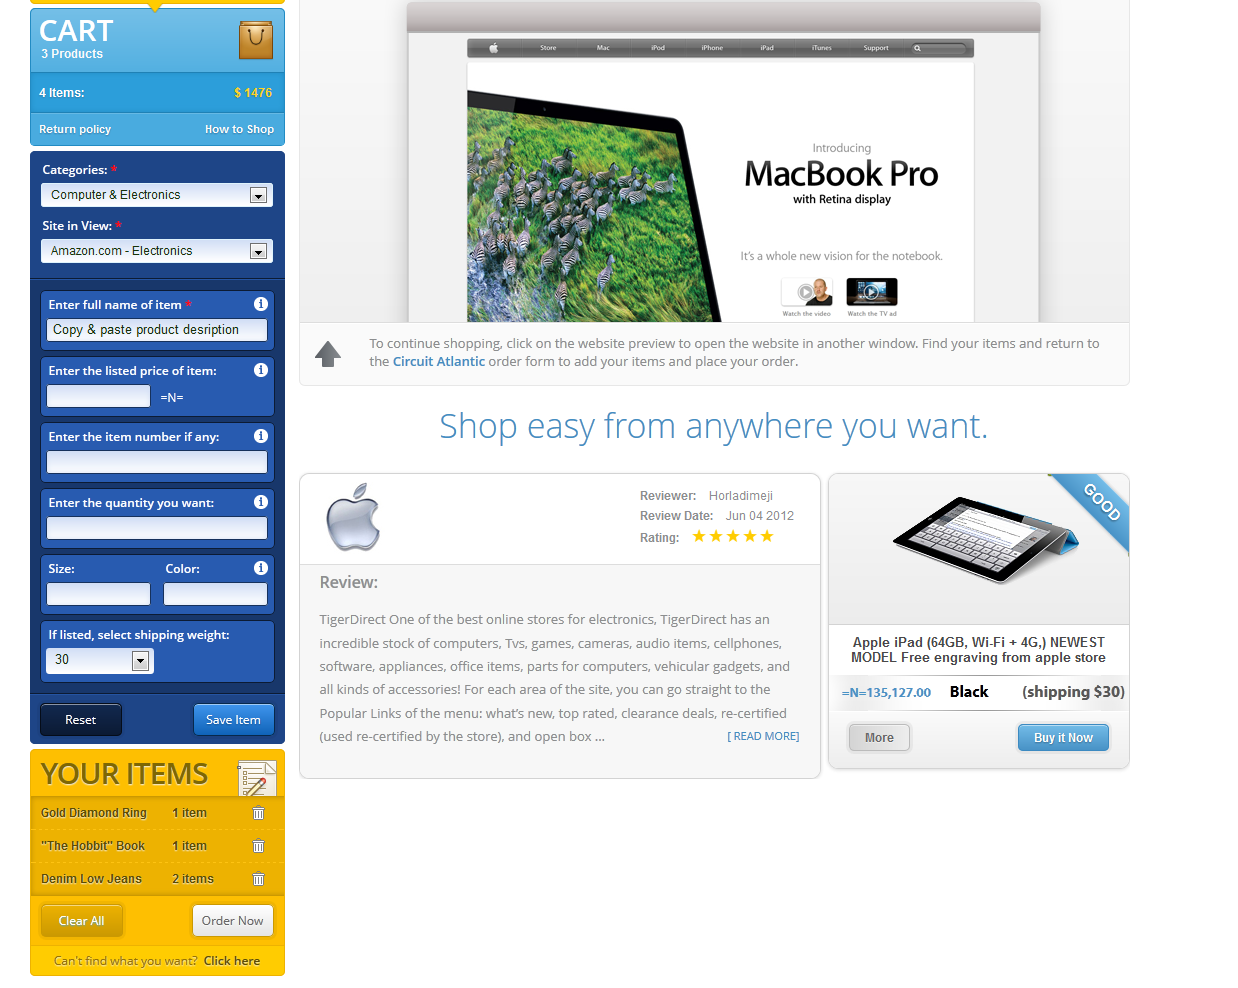 CART
3 Products
4 Items: $ 1476
Return policy How to Shop
Categories: *
Computer & Electronics
Site in View: *
Amazon.com - Electronics
Enter full name of item *
Copy & paste product desription
Enter the listed price of item:
=N=
Enter the item number if any:
Enter the quantity you want:
Size: Color:
If listed, select shipping weight:
30
Reset Save Item
YOUR ITEMS
Gold Diamond Ring 1 item
"The Hobbit" Book 1 item
Denim Low Jeans 2 items
Clear All Order Now
Can't find what you want? Click here
Store Mac iPod iPhone iPad iTunes Support
Introducing
MacBook Pro
with Retina display
It's a whole new vision for the notebook.
Watch the video Watch the TV ad
To continue shopping, click on the website preview to open the website in another window. Find your items and return to
the Circuit Atlantic order form to add your items and place your order.
Shop easy from anywhere you want.
Reviewer: Horladimeji
Review Date: Jun 04 2012
Rating:
Review:
TigerDirect One of the best online stores for electronics, TigerDirect has an
incredible stock of computers, Tvs, games, cameras, audio items, cellphones,
software, appliances, office items, parts for computers, vehicular gadgets, and
all kinds of accessories! For each area of the site, you can go straight to the
Popular Links of the menu: what's new, top rated, clearance deals, re-certified
(used re-certified by the store), and open box ... [ READ MORE]
GOOD
Apple iPad (64GB, Wi-Fi + 4G,) NEWEST
MODEL Free engraving from apple store
=N=135,127.00 Black (shipping $30)
More Buy it Now